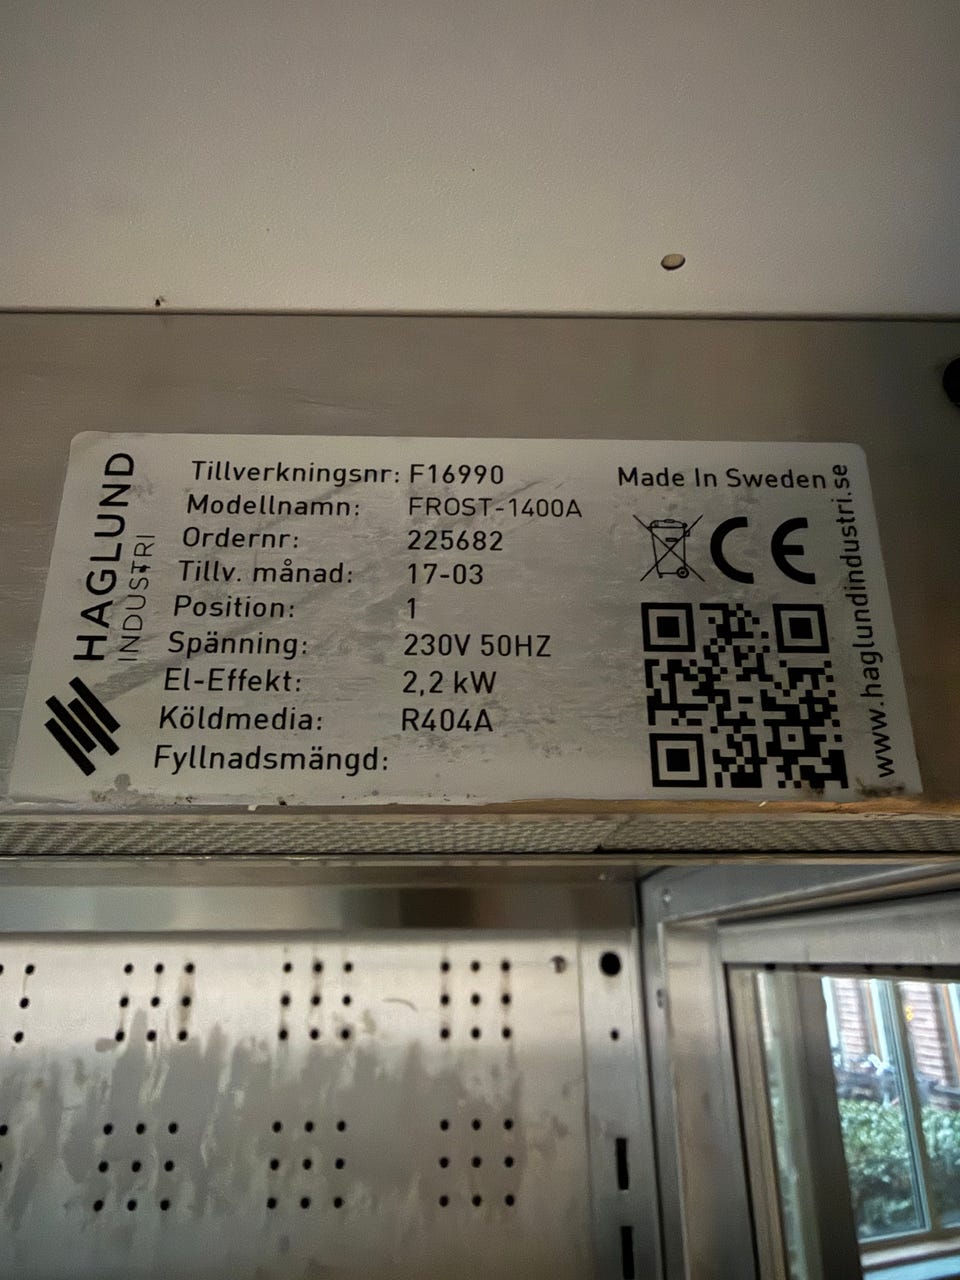 HAGLUND
INDUSTRI
Tillverkningsnr: F16990
Modellnamn: FROST-1400A
Ordernr: 225682
Tillv. månad: 17-03
Position: 1
Spänning: 230V 50HZ
El-Effekt: 2,2 kW
Köldmedia: R404A
Fyllnadsmängd:
Made In Sweden
CE
www.haglundindustri.se